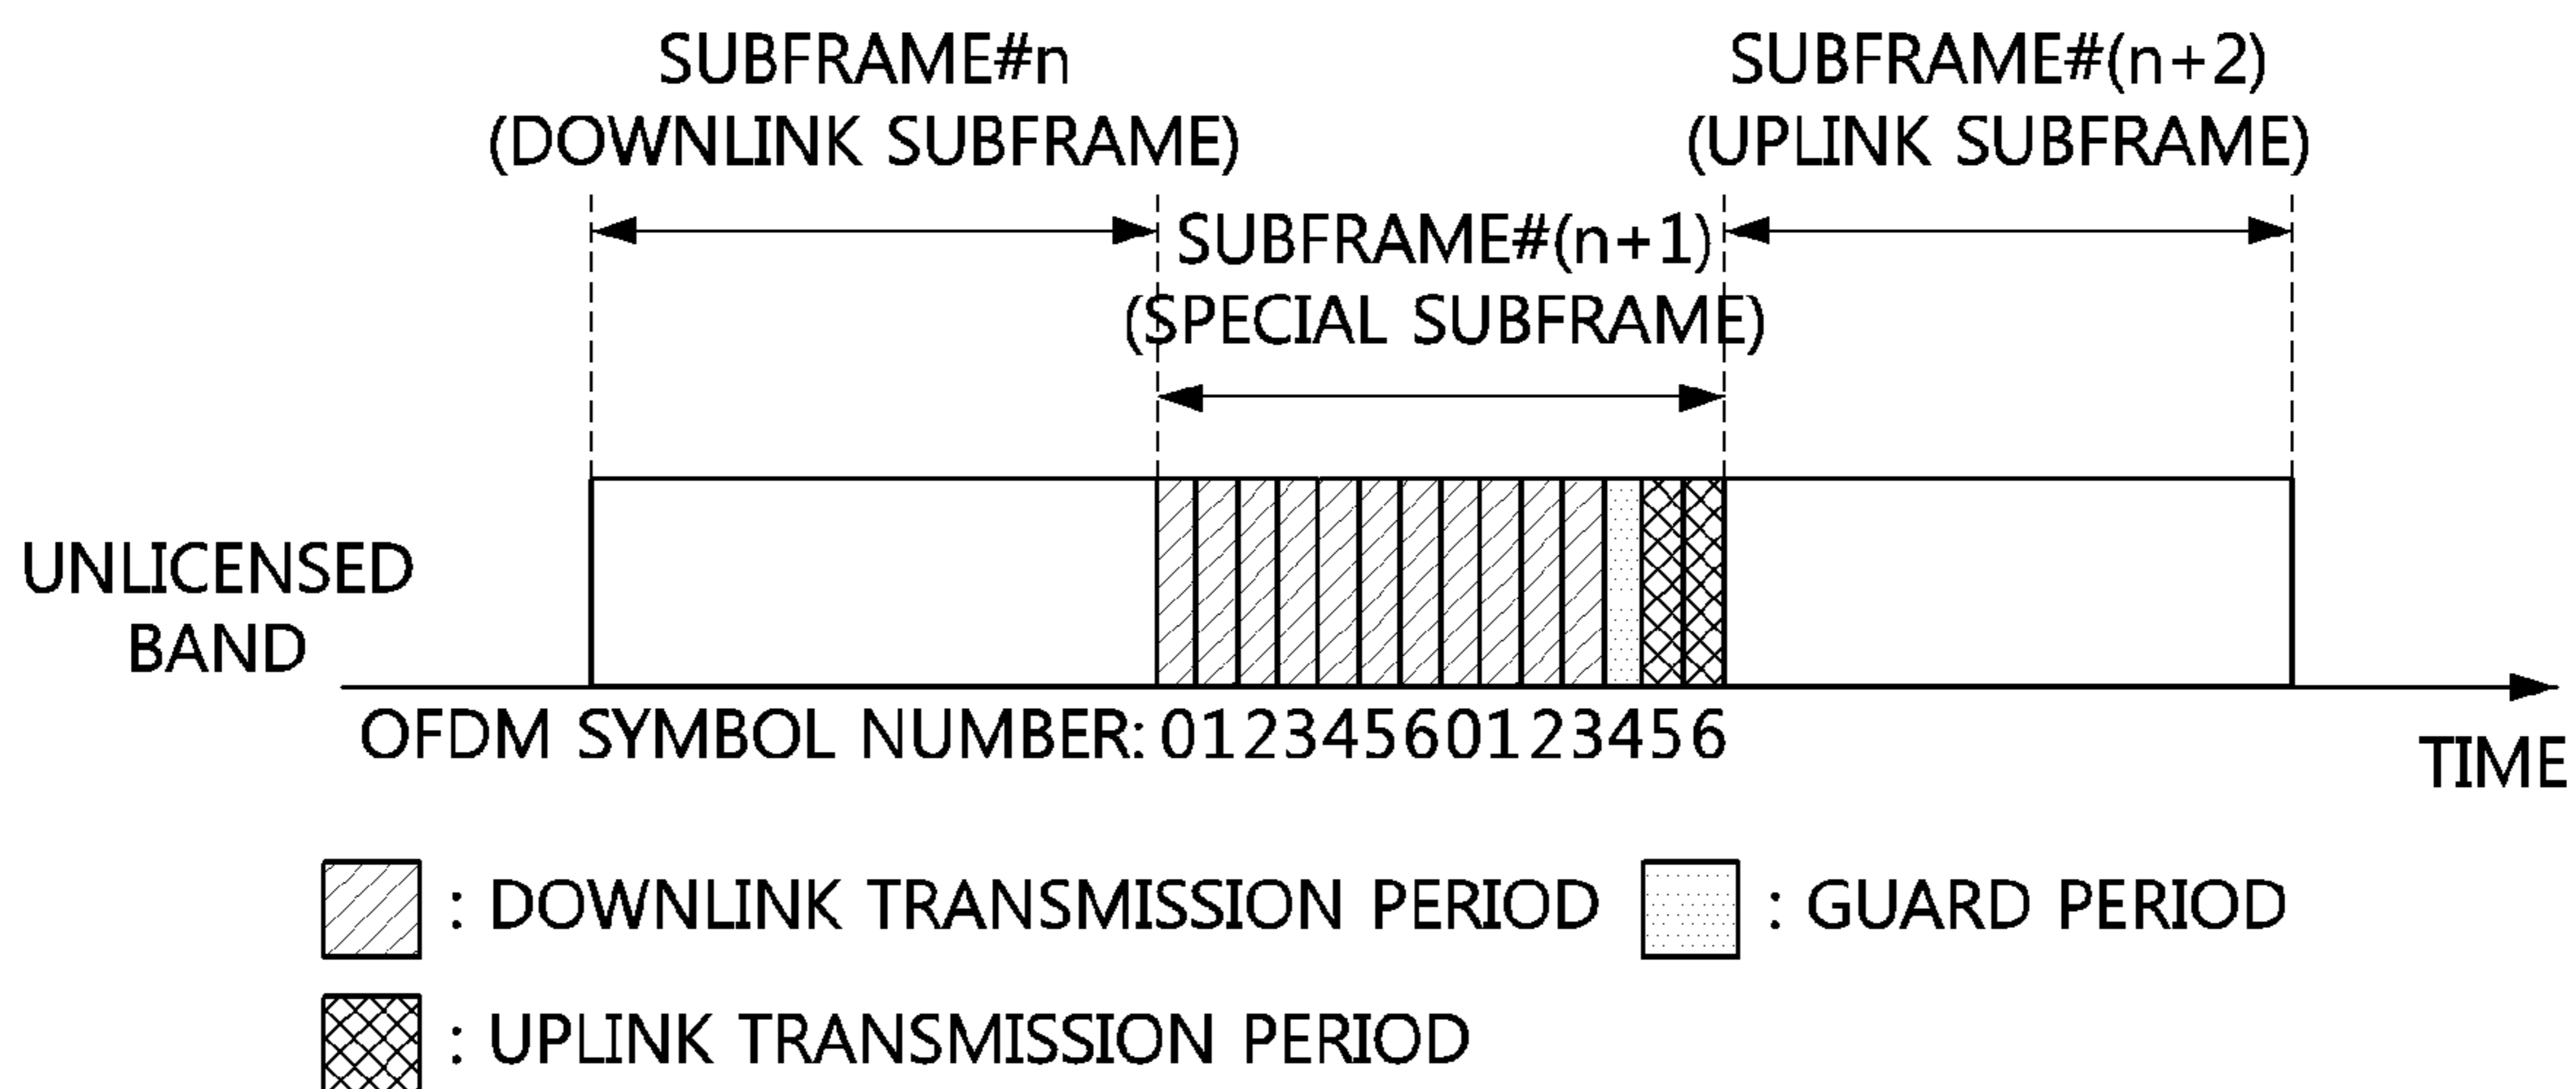 SUBFRAME#n
(DOWNLINK SUBFRAME)
SUBFRAME#(n+2)
(UPLINK SUBFRAME)
SUBFRAME#(n+1)
(SPECIAL SUBFRAME)
UNLICENSED
BAND
OFDM SYMBOL NUMBER: 01234560123456
TIME
: DOWNLINK TRANSMISSION PERIOD
: GUARD PERIOD
: UPLINK TRANSMISSION PERIOD